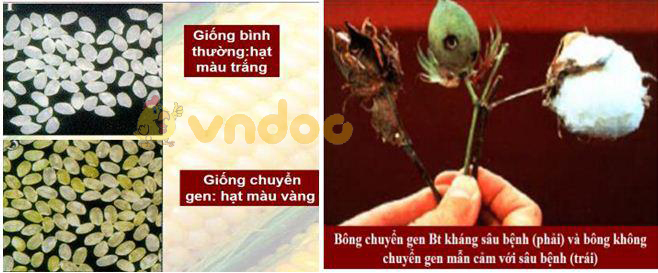 1
Giống bình
thường:hạt
màu trắng
vndoc
Giống chuyển
gen: hạt màu vàng
Bông chuyển gen Bt kháng sâu bệnh (phải) và bông không
chuyển gen mẫn cảm với sâu bệnh (trái)